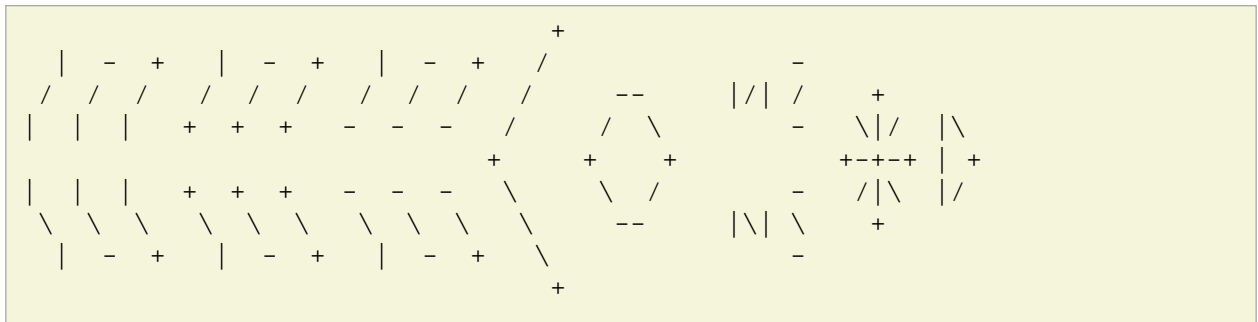 +
   |  -  +   |  -  +   |  -  +   /               -
  /  /  /   /  /  /   /  /  /   /     --     |/| /    +
 |  |  |   +  +  +   -  -  -   /     /  \        -   \|/  |\
                              +     +    +          +-+-+ | +
 |  |  |   +  +  +   -  -  -   \     \  /        -   /|\  |/
  \  \  \   \  \  \   \  \  \   \     --     |\| \    +
   |  -  +   |  -  +   |  -  +   \               -
                                  +